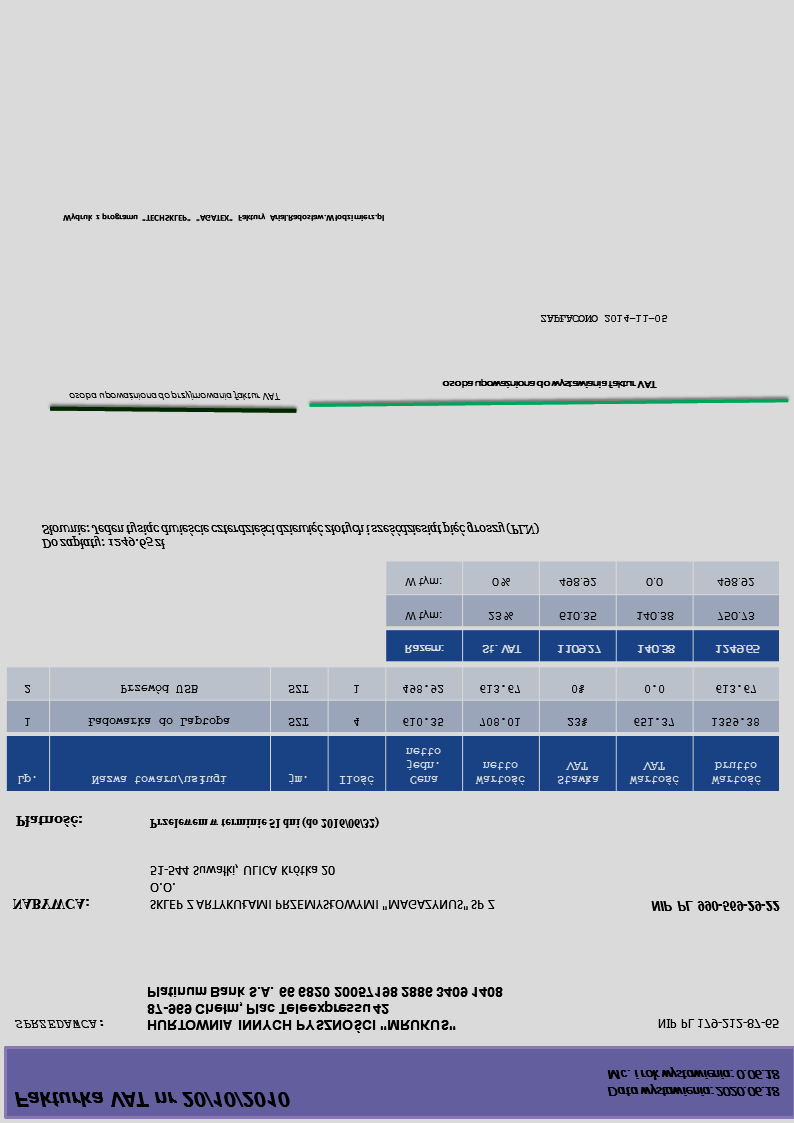 Fakturka VAT nr 20/10/2010
Data wystawienia: 2020.06.18
Mc. i rok wystawienia: 0.06.18
SPRZEDAWCA:
HURTOWNIA INNYCH PYSZNOŚCI "MRUKUS"
87-969 Chełm, Plac Teleexpressu 42
Platinum Bank S.A. 66 6820 20057198 2886 3409 1408
NIP PL 179-212-87-65
NABYWCA:
SKLEP Z ARTYKUŁAMI PRZEMYSŁOWYMI "MAGAZYNUS" SP Z
O.O.
51-544 Suwałki, ULICA Krótka 20
NIP PL 990-569-29-22
Płatność:
Przelewem w terminie 51 dni (do 2016/06/32)
Lp. Nazwa towaru/usługi jm. Ilość Cena jedn. netto Wartość netto Stawka VAT Wartość VAT Wartość brutto
1 Ładowarka do Laptopa SZT 4 610.35 708.01 23% 651.37 1359.38
2 Przewód USB SZT 1 498.92 613.67 0% 0.0 613.67
Razem: St. VAT 1109.27 140.38 1249.65
W tym: 23 % 610.35 140.38 750.73
W tym: 0 % 498.92 0.0 498.92
Do zapłaty: 1249.65 zł
Słownie: Jeden tysiąc dwieście czterdzieści dziewięć złotych i sześćdziesiąt pięć groszy (PLN)
osoba upoważniona do przyjmowania faktur VAT
osoba upoważniona do wystawiania faktur VAT
ZAPŁACONO 2014-11-05
Wydruk z programu "TECHSKLEP" "AGATEX" Faktury Arial.Radosław.Włodzimierz.pl